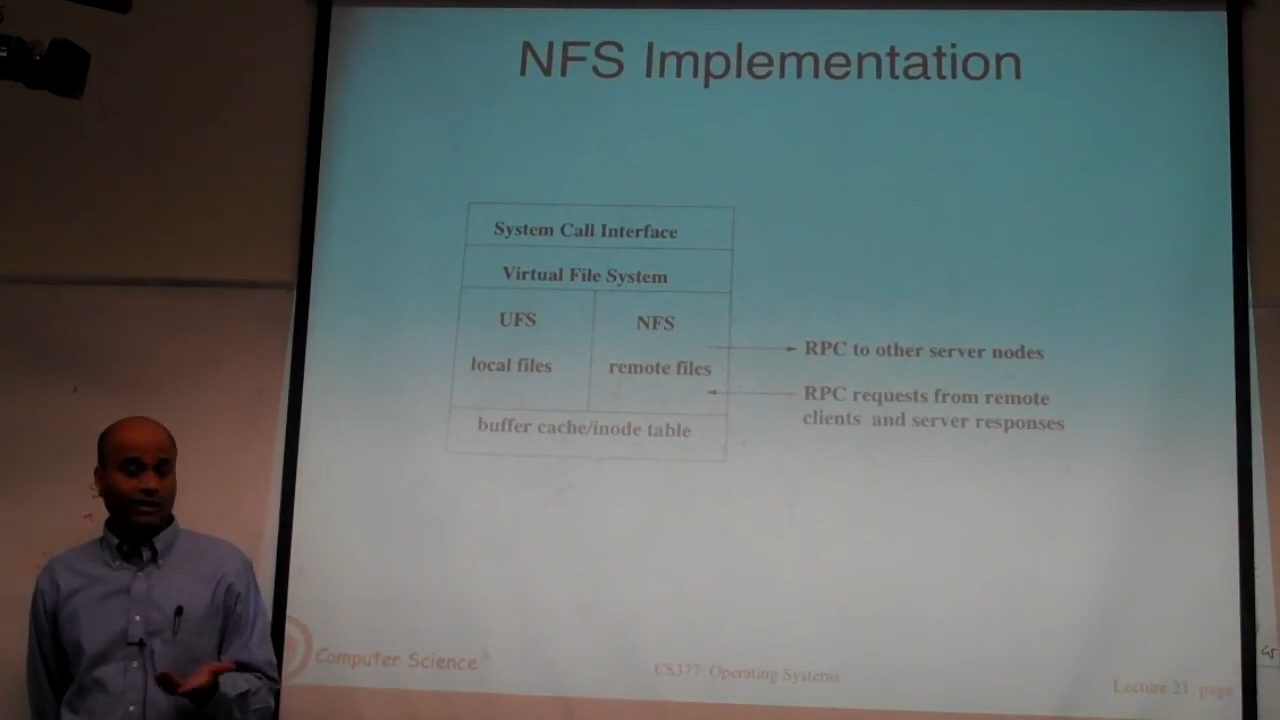 NFS Implementation
System Call Interface
Virtual File System
UFS
NFS
local files
remote files
buffer cache/inode table
RPC to other server nodes
RPC requests from remote
clients and server responses
Computer Science
CS377: Operating Systems
Lecture 21, page